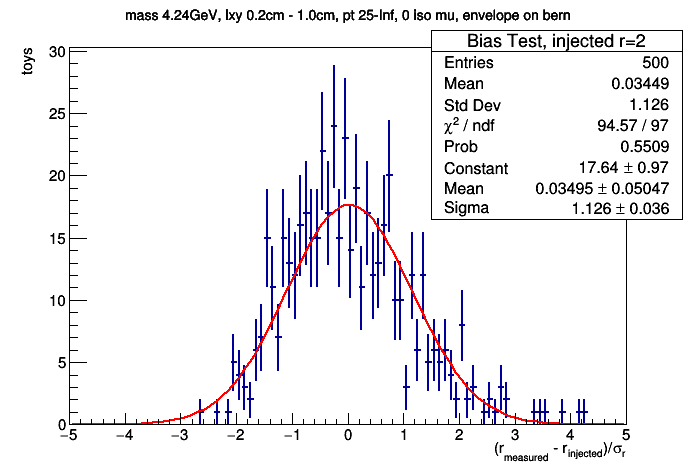 mass 4.24GeV, lxy 0.2cm - 1.0cm, pt 25-Inf, 0 Iso mu, envelope on bern
Bias Test, injected r=2
Entries 500
Mean 0.03449
Std Dev 1.126
χ² / ndf 94.57 / 97
Prob 0.5509
Constant 17.64 ± 0.97
Mean 0.03495 ± 0.05047
Sigma 1.126 ± 0.036
toys
30
25
20
15
10
5
0
−5 −4 −3 −2 −1 0 1 2 3 4 5
(r_measured - r_injected)/σ_r